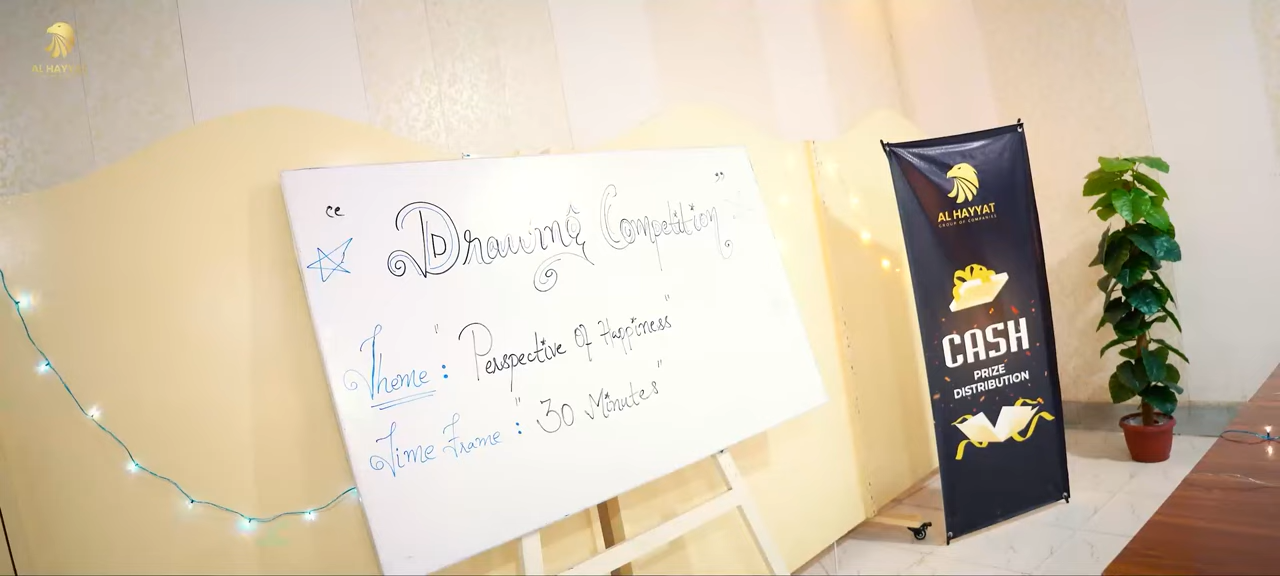 AL HAYYAT
“ Drawing Competition ”
Theme : " Perspective Of Happiness "
Time Frame : " 30 Minutes "
AL HAYYAT
GROUP OF COMPANIES
CASH
PRIZE
DISTRIBUTION